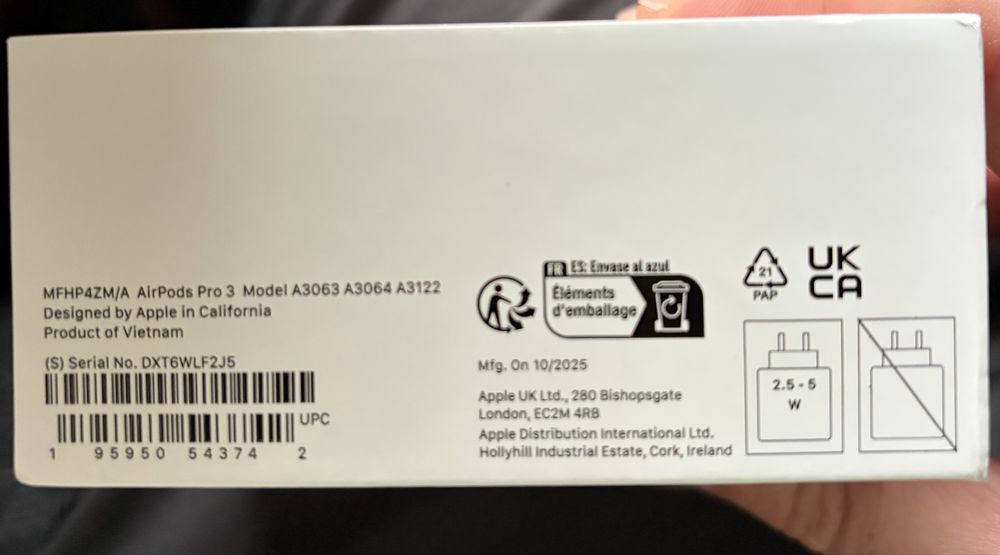 MFHP4ZM/A AirPods Pro 3 Model A3063 A3064 A3122
Designed by Apple in California
Product of Vietnam
(S) Serial No. DXT6WLF2J5
UPC
1 95950 54374 2
FR ES: Envase al azul
Éléments
d'emballage
Mfg. On 10/2025
Apple UK Ltd., 280 Bishopsgate
London, EC2M 4RB
Apple Distribution International Ltd.
Hollyhill Industrial Estate, Cork, Ireland
21
PAP
UK
CA
2.5 - 5
W